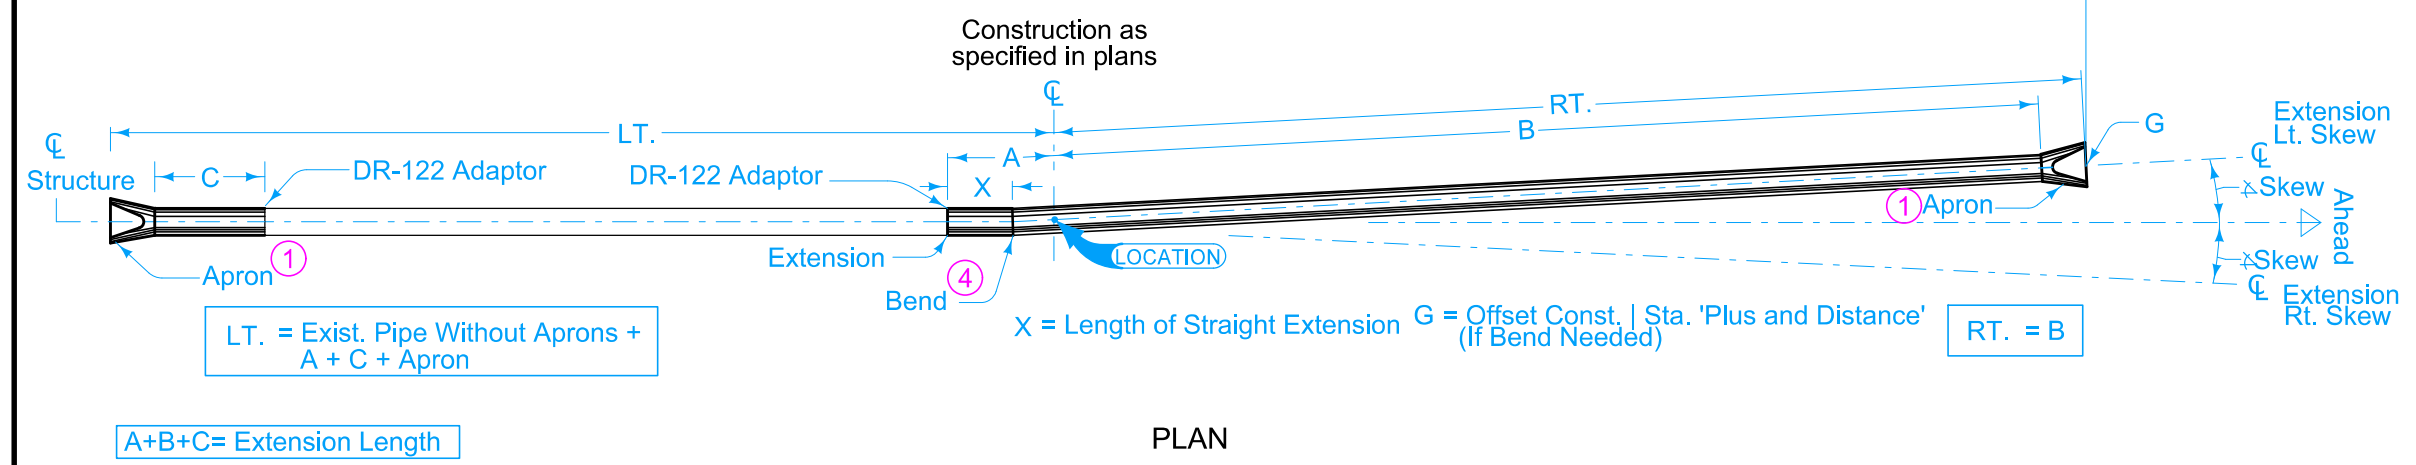 Construction as
specified in plans
℄
RT.
LT.
B
A
G
Extension
Lt. Skew
℄
℄
Structure
C
DR-122 Adaptor
DR-122 Adaptor
X
Skew
1 Apron
Ahead
LOCATION
Extension
Apron 1
4
Bend
Skew
℄
Extension
Rt. Skew
LT. = Exist. Pipe Without Aprons +
A + C + Apron
X = Length of Straight Extension
G = Offset Const. | Sta. 'Plus and Distance'
(If Bend Needed)
RT. = B
A+B+C= Extension Length
PLAN